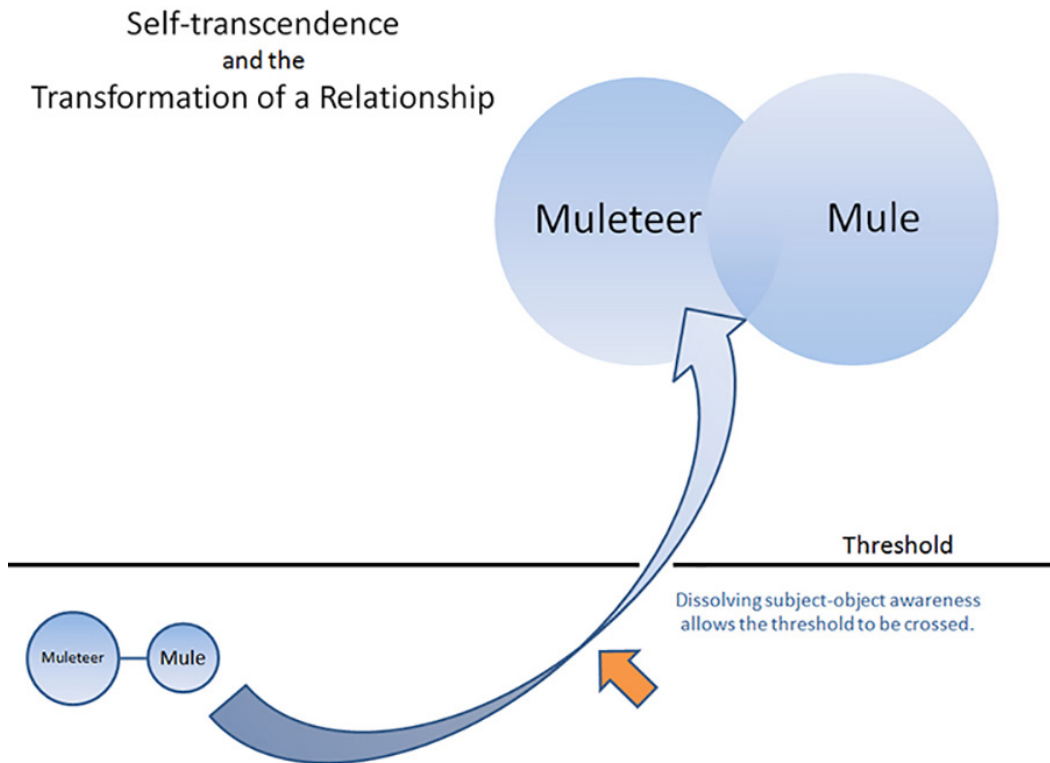 Self-transcendence
and the
Transformation of a Relationship
Muleteer
Mule
Threshold
Dissolving subject-object awareness
allows the threshold to be crossed.
Muleteer
Mule